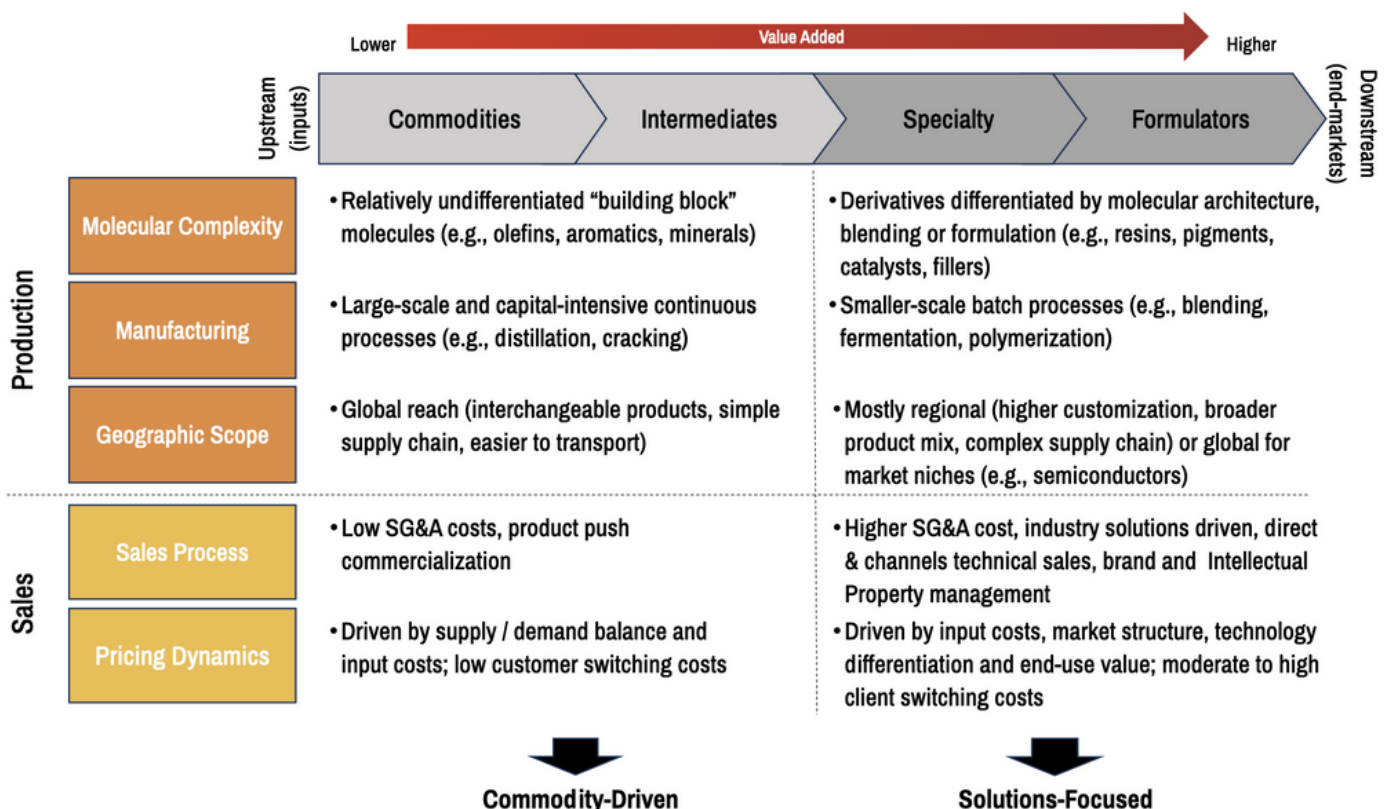 Lower
Value Added
Higher
Upstream
(inputs)
Commodities
Intermediates
Specialty
Formulators
Downstream
(end-markets)
Production
Molecular Complexity
• Relatively undifferentiated “building block”
molecules (e.g., olefins, aromatics, minerals)
• Derivatives differentiated by molecular architecture,
blending or formulation (e.g., resins, pigments,
catalysts, fillers)
Manufacturing
• Large-scale and capital-intensive continuous
processes (e.g., distillation, cracking)
• Smaller-scale batch processes (e.g., blending,
fermentation, polymerization)
Geographic Scope
• Global reach (interchangeable products, simple
supply chain, easier to transport)
• Mostly regional (higher customization, broader
product mix, complex supply chain) or global for
market niches (e.g., semiconductors)
Sales
Sales Process
• Low SG&A costs, product push
commercialization
• Higher SG&A cost, industry solutions driven, direct
& channels technical sales, brand and Intellectual
Property management
Pricing Dynamics
• Driven by supply / demand balance and
input costs; low customer switching costs
• Driven by input costs, market structure, technology
differentiation and end-use value; moderate to high
client switching costs
Commodity-Driven
Solutions-Focused